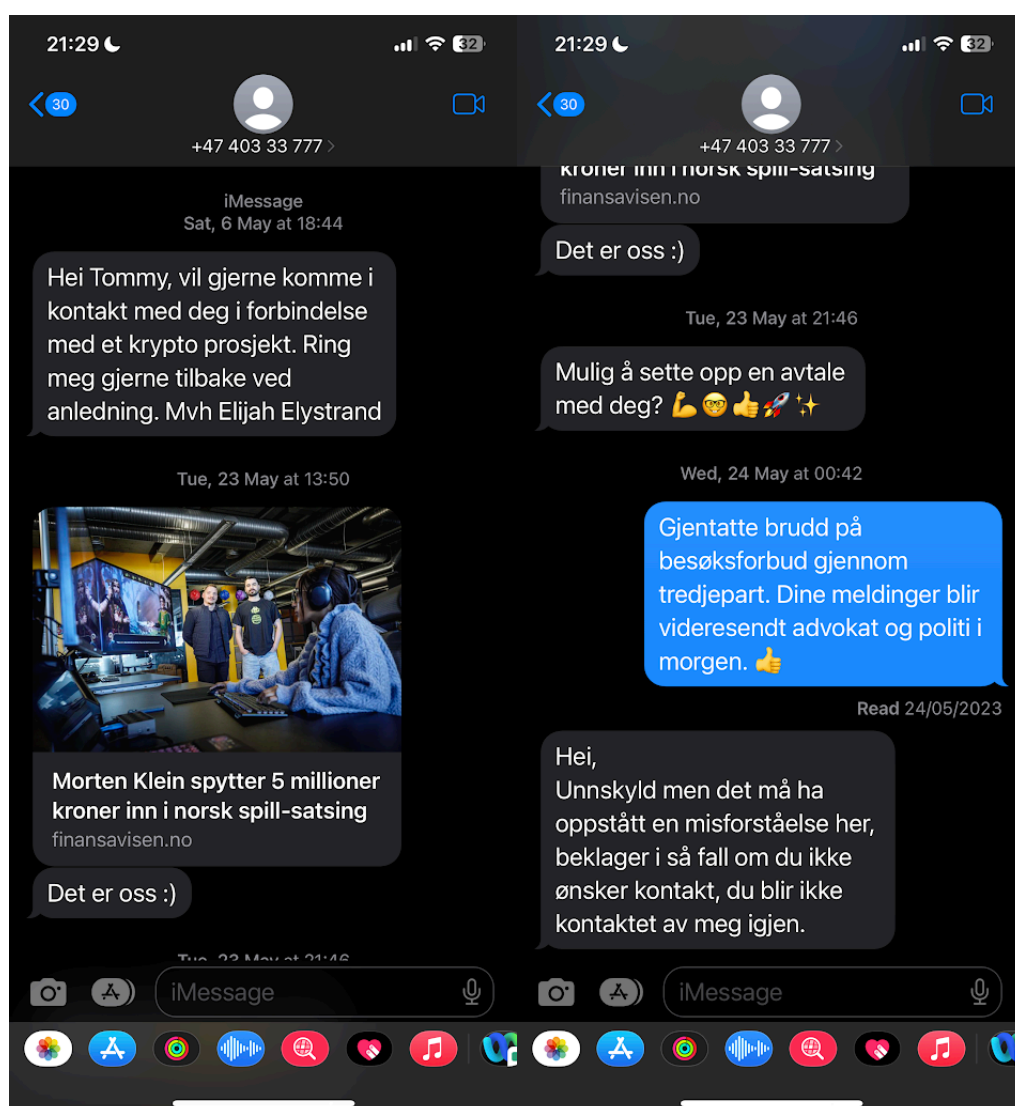 21:29
32
30
+47 403 33 777
iMessage
Sat, 6 May at 18:44
Hei Tommy, vil gjerne komme i
kontakt med deg i forbindelse
med et krypto prosjekt. Ring
meg gjerne tilbake ved
anledning. Mvh Elijah Elystrand
Tue, 23 May at 13:50
Morten Klein spytter 5 millioner
kroner inn i norsk spill-satsing
finansavisen.no
Det er oss :)
Tue, 23 May at 21:46
iMessage
21:29
32
30
+47 403 33 777
kroner inn i norsk spill-satsing
finansavisen.no
Det er oss :)
Tue, 23 May at 21:46
Mulig å sette opp en avtale
med deg? 💪🤓👍🚀✨
Wed, 24 May at 00:42
Gjentatte brudd på
besøksforbud gjennom
tredjepart. Dine meldinger blir
videresendt advokat og politi i
morgen. 👍
Read 24/05/2023
Hei,
Unnskyld men det må ha
oppstått en misforståelse her,
beklager i så fall om du ikke
ønsker kontakt, du blir ikke
kontaktet av meg igjen.
iMessage